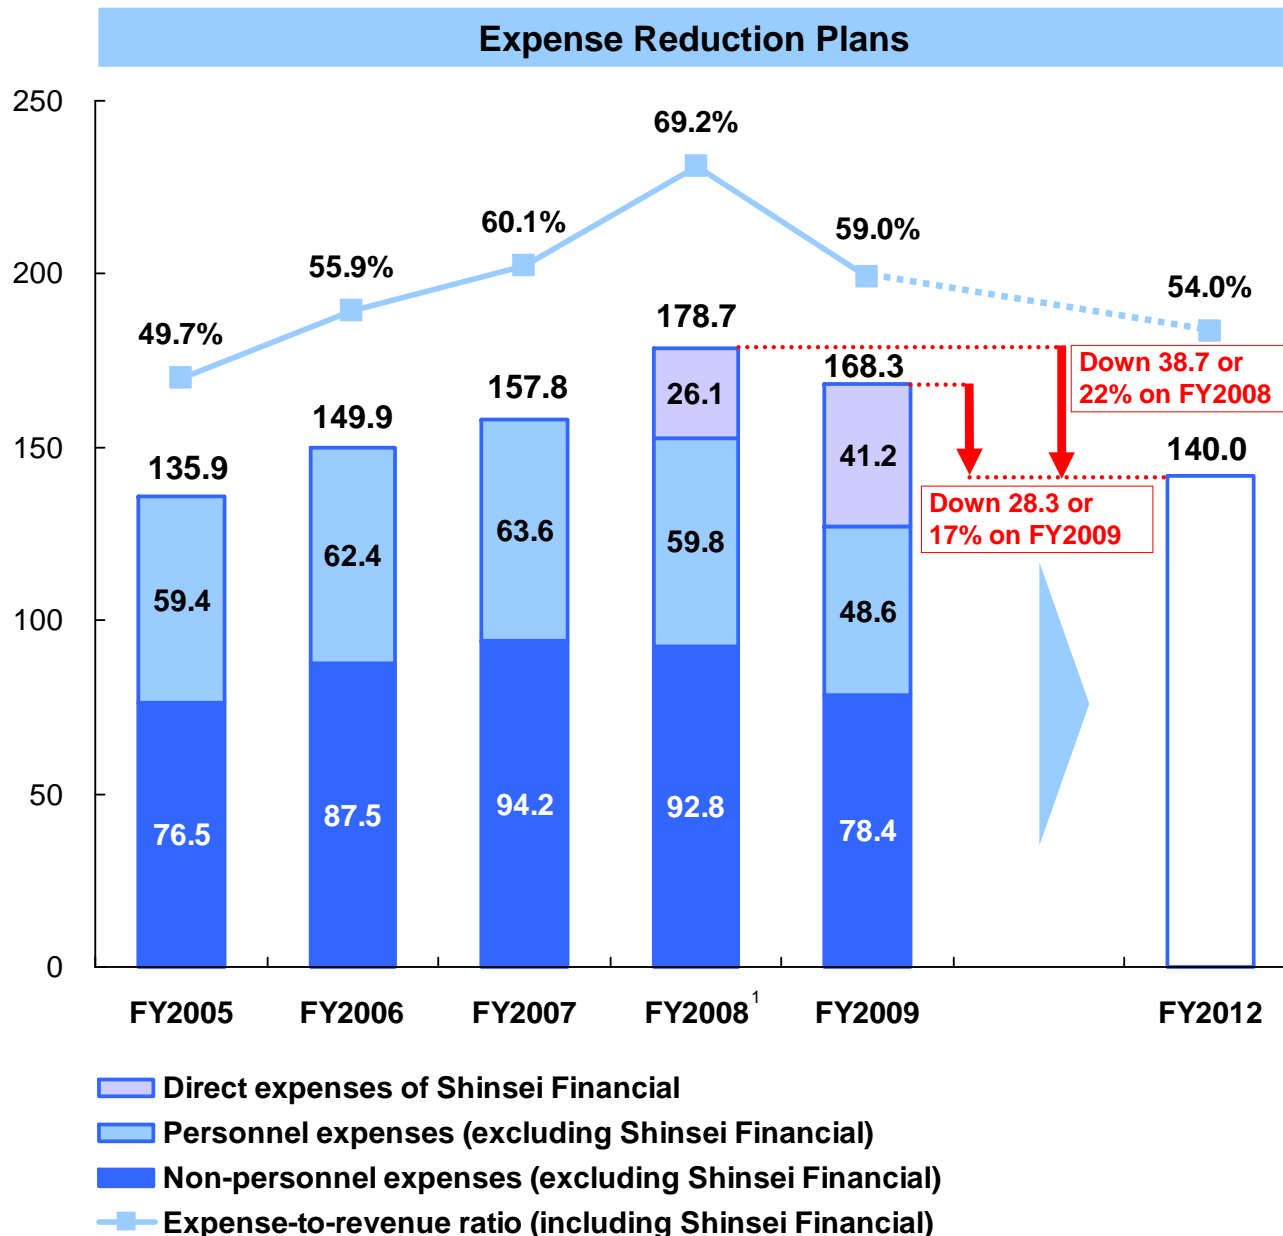 Expense Reduction Plans
250
200
150
100
50
0
49.7%
55.9%
60.1%
69.2%
59.0%
54.0%
135.9
149.9
157.8
178.7
168.3
140.0
59.4
62.4
63.6
26.1
59.8
41.2
48.6
76.5
87.5
94.2
92.8
78.4
Down 38.7 or
22% on FY2008
Down 28.3 or
17% on FY2009
FY2005
FY2006
FY2007
FY2008 1
FY2009
FY2012
Direct expenses of Shinsei Financial
Personnel expenses (excluding Shinsei Financial)
Non-personnel expenses (excluding Shinsei Financial)
Expense-to-revenue ratio (including Shinsei Financial)